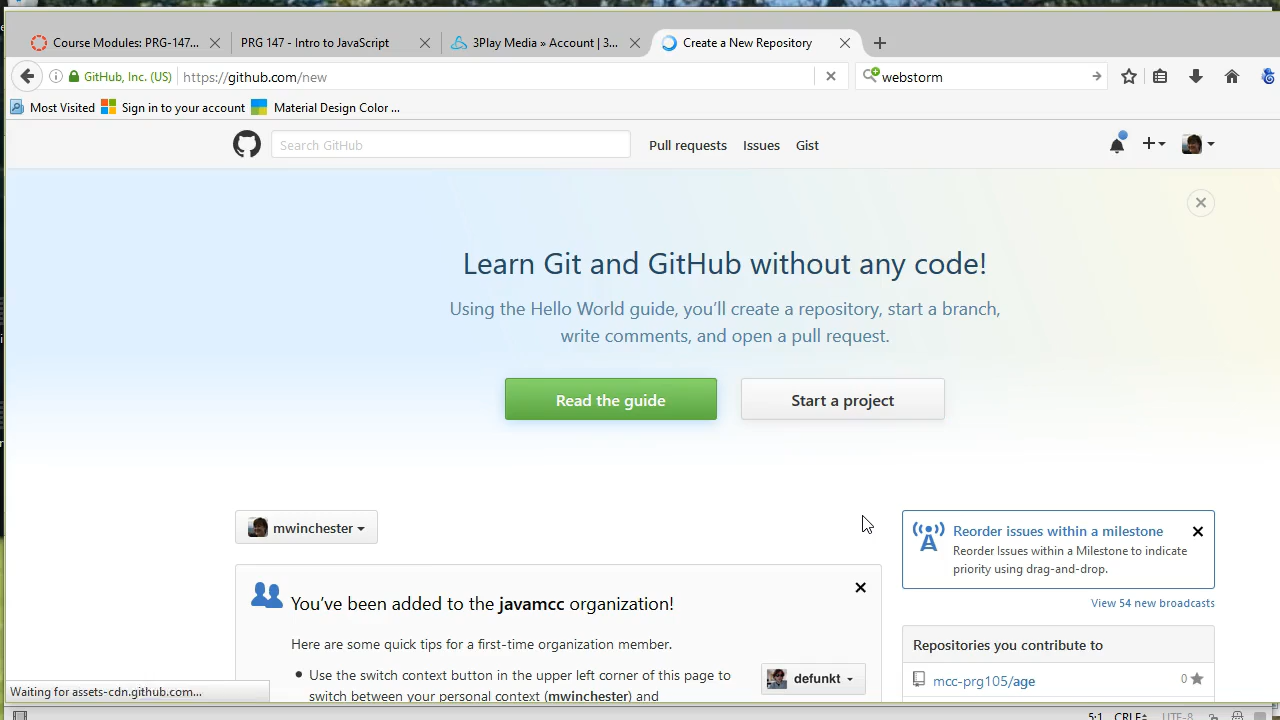 Course Modules: PRG-147...
PRG 147 - Intro to JavaScript
3Play Media » Account | 3...
Create a New Repository
GitHub, Inc. (US)
https://github.com/new
webstorm
Most Visited
Sign in to your account
Material Design Color ...
Search GitHub
Pull requests
Issues
Gist
Learn Git and GitHub without any code!
Using the Hello World guide, you’ll create a repository, start a branch,
write comments, and open a pull request.
Read the guide
Start a project
mwinchester
Reorder issues within a milestone
Reorder Issues within a Milestone to indicate
priority using drag-and-drop.
View 54 new broadcasts
You’ve been added to the javamcc organization!
Here are some quick tips for a first-time organization member.
• Use the switch context button in the upper left corner of this page to
switch between your personal context (mwinchester) and
defunkt
Repositories you contribute to
mcc-prg105/age
0
Waiting for assets-cdn.github.com...
5:1 CRLF UTF-8